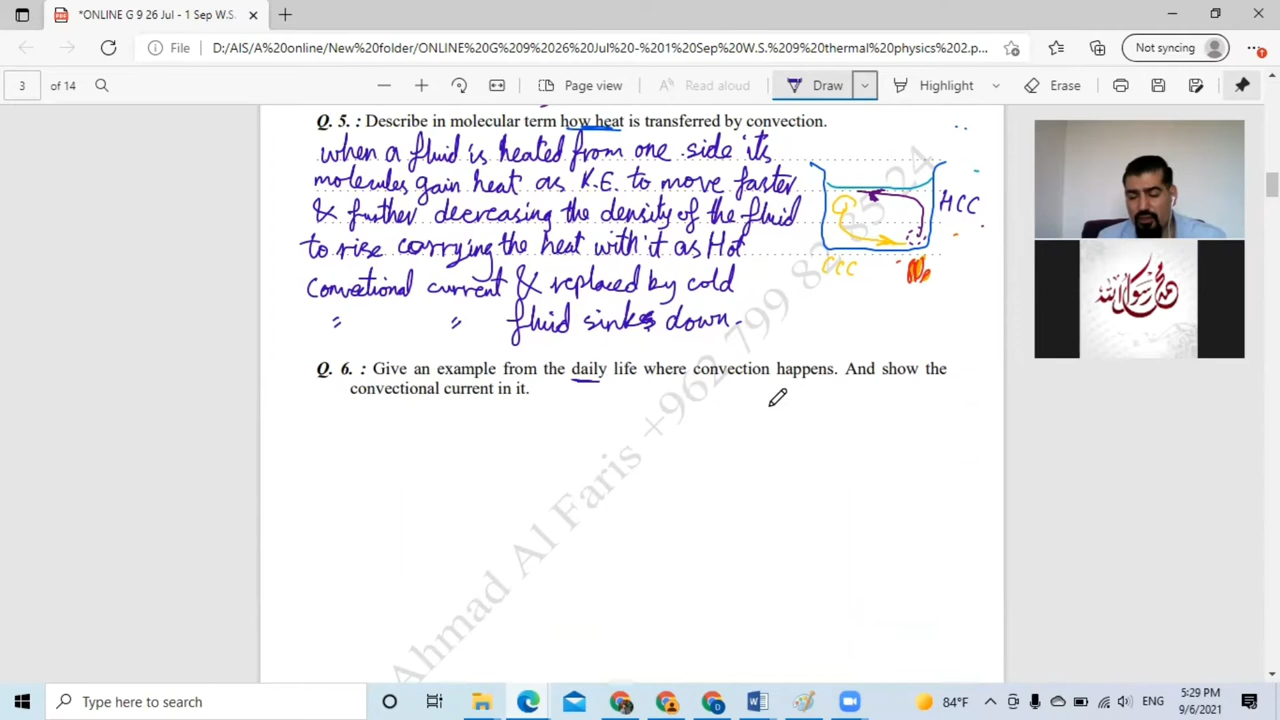 *ONLINE G 9 26 Jul - 1 Sep W.S.
File
D:/AIS/A%20online/New%20folder/ONLINE%20G%209%2026%20Jul%20-%201%20Sep%20W.S.%209%20thermal%20physics%202.p...
Not syncing
3 of 14
Page view
Read aloud
Draw
Highlight
Erase
Q. 5. : Describe in molecular term how heat is transferred by convection.
when a fluid is heated from one side its
molecules gain heat as K.E. to move faster
& further decreasing the density of the fluid
to rise carrying the heat with it as Hot
Convectional current & replaced by cold
" " fluid sinks down.
HCC
CCC
Q. 6. : Give an example from the daily life where convection happens. And show the
convectional current in it.
Ahmad Al Faris +962 799 83 85 24
محمد رسول الله
Type here to search
84°F
ENG
5:29 PM
9/6/2021